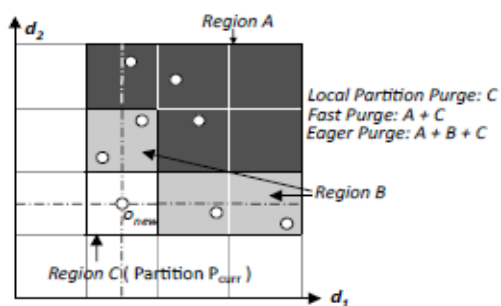 d2
Region A
Local Partition Purge: C
Fast Purge: A + C
Eager Purge: A + B + C
Region B
onew
Region C ( Partition Pcurr )
d1